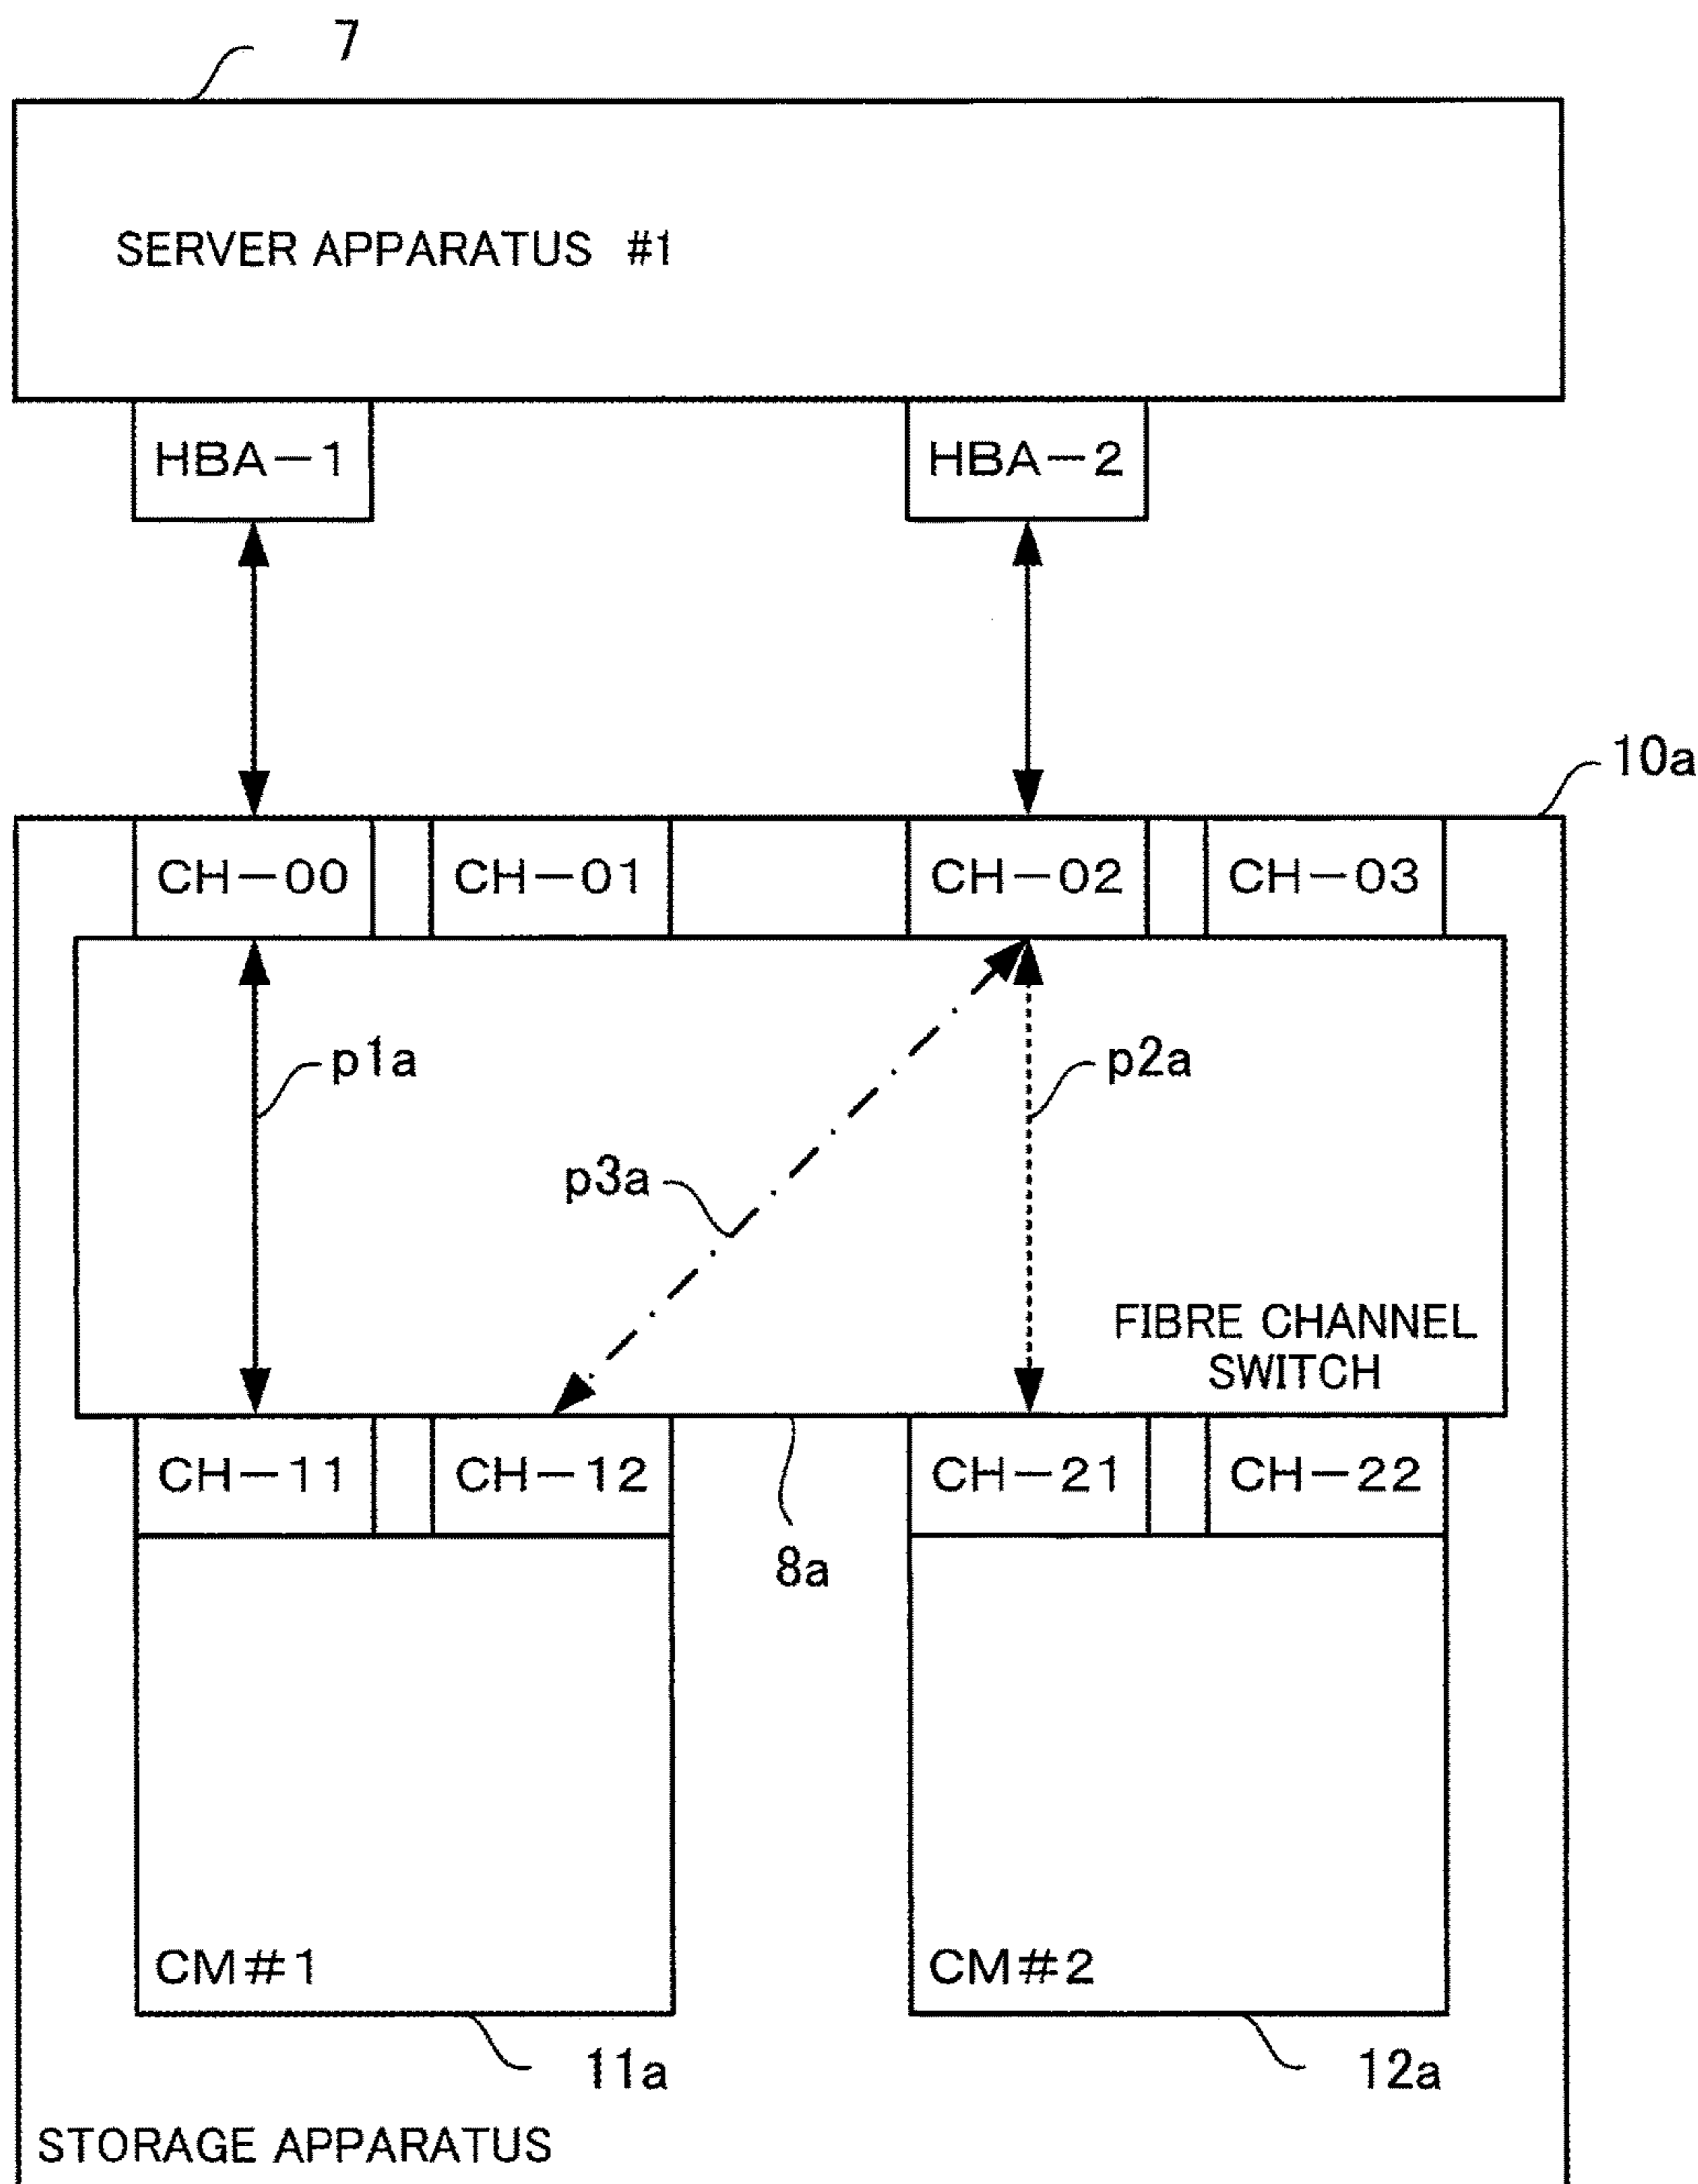 7
SERVER APPARATUS #1
HBA-1 HBA-2
10a
CH-00 CH-01 CH-02 CH-03
p1a p2a
p3a
FIBRE CHANNEL
SWITCH
CH-11 CH-12 CH-21 CH-22
8a
CM#1 CM#2
11a 12a
STORAGE APPARATUS